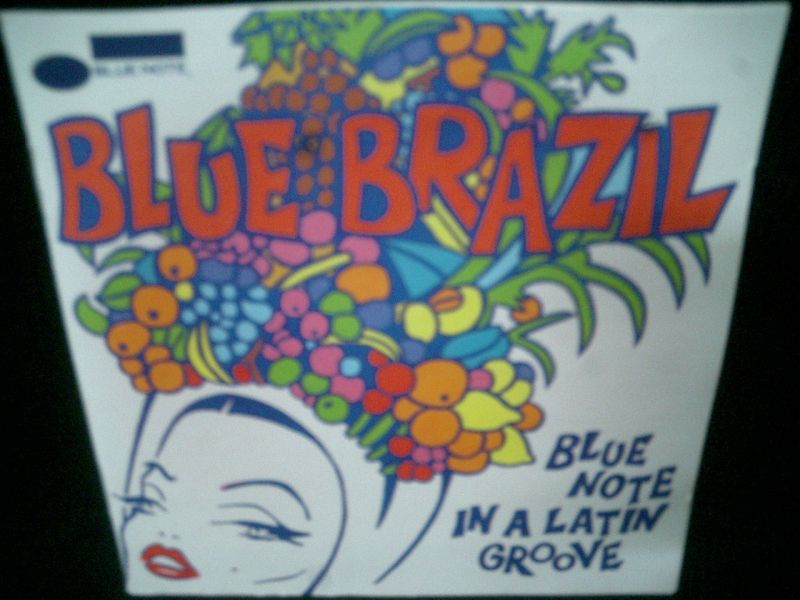 BLUE NOTE
BLUE BRAZIL
BLUE
NOTE
IN A LATIN
GROOVE